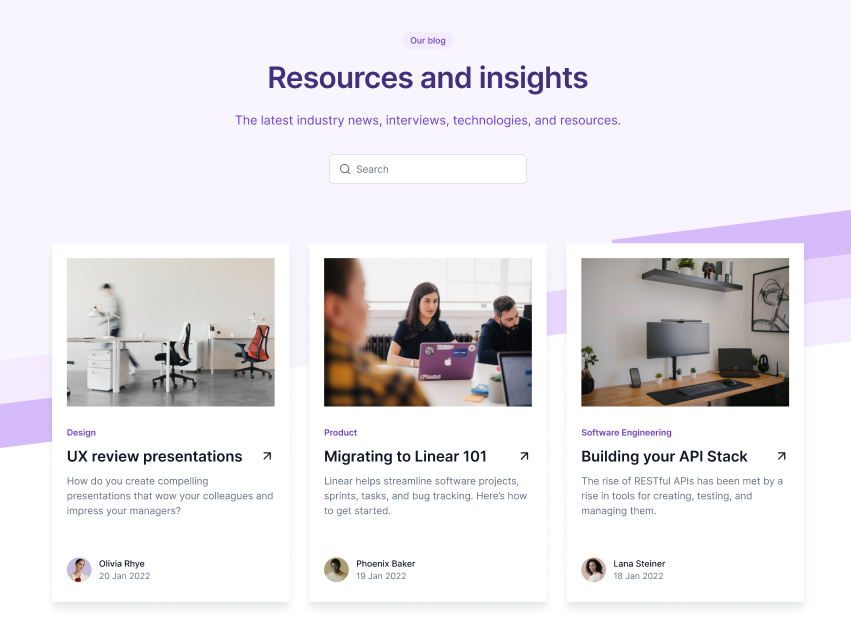 Our blog
Resources and insights
The latest industry news, interviews, technologies, and resources.
Search
Design
UX review presentations
How do you create compelling
presentations that wow your colleagues and
impress your managers?
Olivia Rhye
20 Jan 2022
Product
Migrating to Linear 101
Linear helps streamline software projects,
sprints, tasks, and bug tracking. Here’s how
to get started.
Phoenix Baker
19 Jan 2022
Software Engineering
Building your API Stack
The rise of RESTful APIs has been met by a
rise in tools for creating, testing, and
managing them.
Lana Steiner
18 Jan 2022